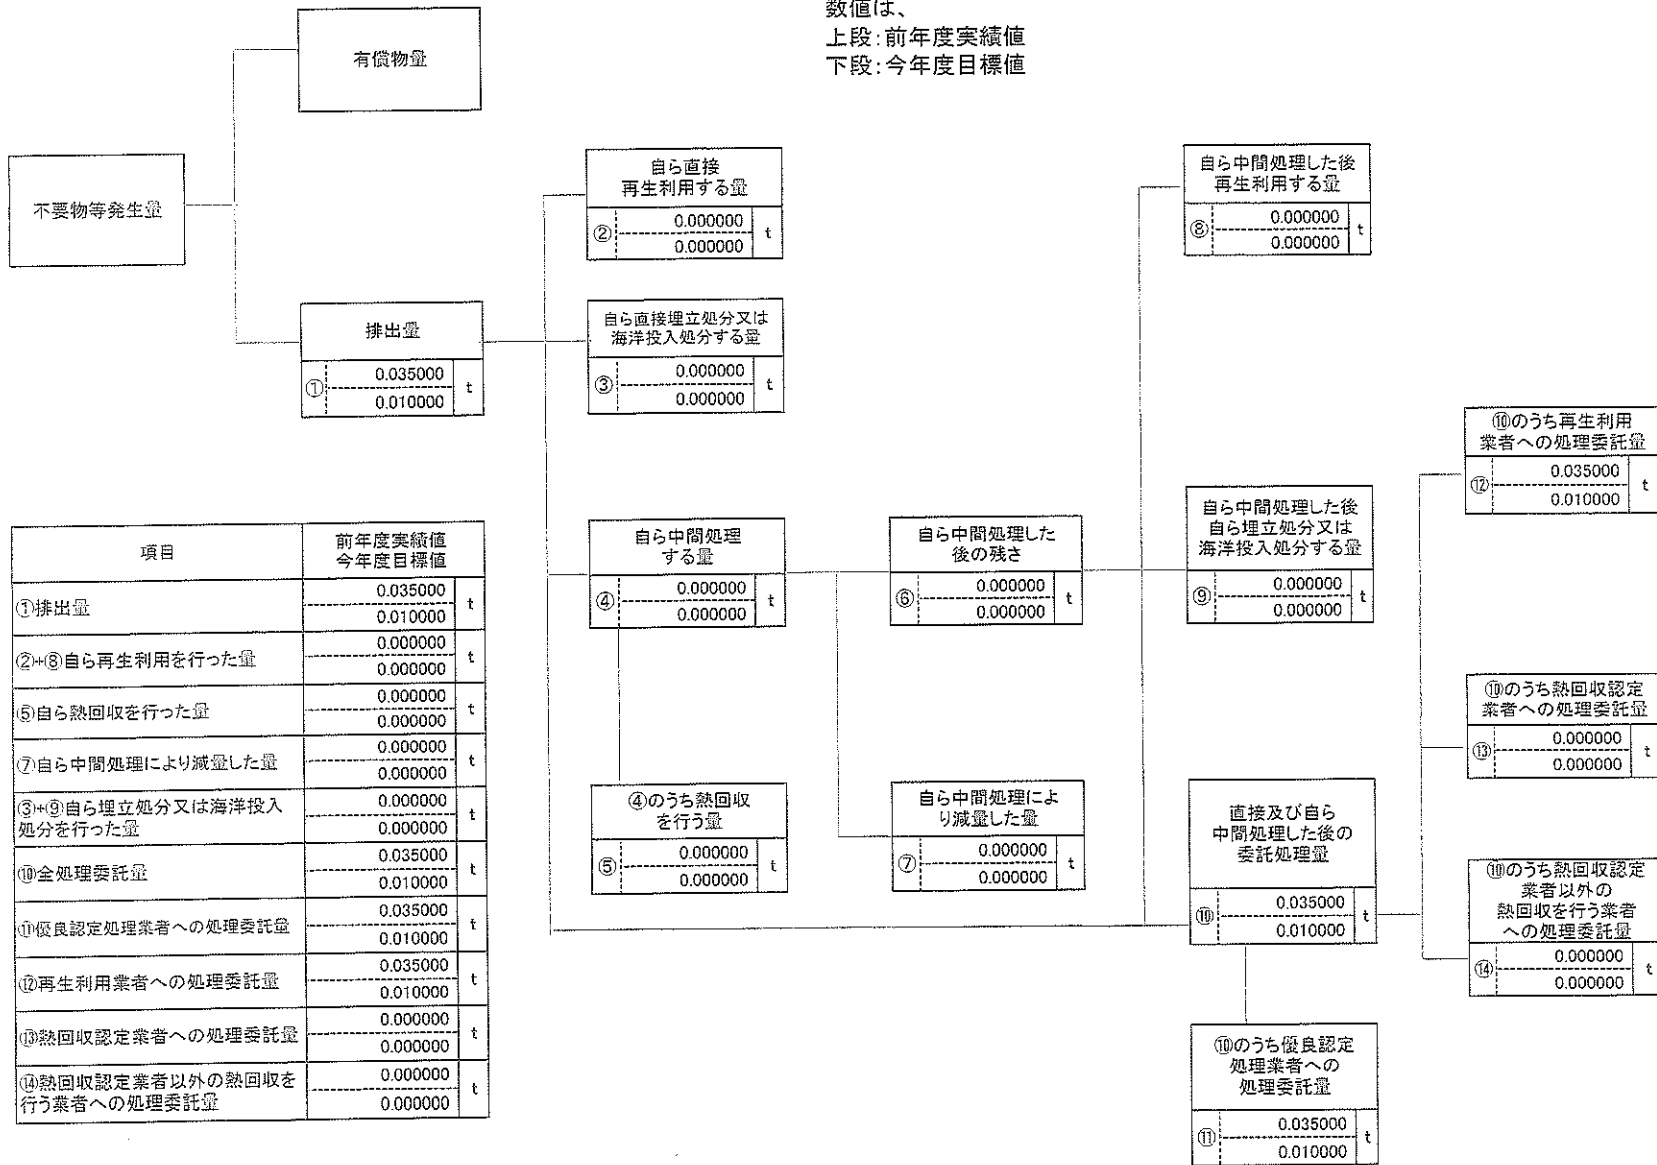 数値は、
上段:前年度実績値
下段:今年度目標値
有償物量
不要物等発生量
排出量
①
0.035000
0.010000
t
自ら直接
再生利用する量
②
0.000000
0.000000
t
自ら直接埋立処分又は
海洋投入処分する量
③
0.000000
0.000000
t
自ら中間処理
する量
④
0.000000
0.000000
t
④のうち熱回収
を行う量
⑤
0.000000
0.000000
t
自ら中間処理した
後の残さ
⑥
0.000000
0.000000
t
自ら中間処理によ
り減量した量
⑦
0.000000
0.000000
t
自ら中間処理した後
再生利用する量
⑧
0.000000
0.000000
t
自ら中間処理した後
自ら埋立処分又は
海洋投入処分する量
⑨
0.000000
0.000000
t
直接及び自ら
中間処理した後の
委託処理量
⑩
0.035000
0.010000
t
⑩のうち優良認定
処理業者への
処理委託量
⑪
0.035000
0.010000
t
⑩のうち再生利用
業者への処理委託量
⑫
0.035000
0.010000
t
⑩のうち熱回収認定
業者への処理委託量
⑬
0.000000
0.000000
t
⑩のうち熱回収認定
業者以外の
熱回収を行う業者
への処理委託量
⑭
0.000000
0.000000
t
項目
前年度実績値
今年度目標値
①排出量
0.035000
0.010000
t
②+⑧自ら再生利用を行った量
0.000000
0.000000
t
⑤自ら熱回収を行った量
0.000000
0.000000
t
⑦自ら中間処理により減量した量
0.000000
0.000000
t
③+⑨自ら埋立処分又は海洋投入
処分を行った量
0.000000
0.000000
t
⑩全処理委託量
0.035000
0.010000
t
⑪優良認定処理業者への処理委託量
0.035000
0.010000
t
⑫再生利用業者への処理委託量
0.035000
0.010000
t
⑬熱回収認定業者への処理委託量
0.000000
0.000000
t
⑭熱回収認定業者以外の熱回収を
行う業者への処理委託量
0.000000
0.000000
t